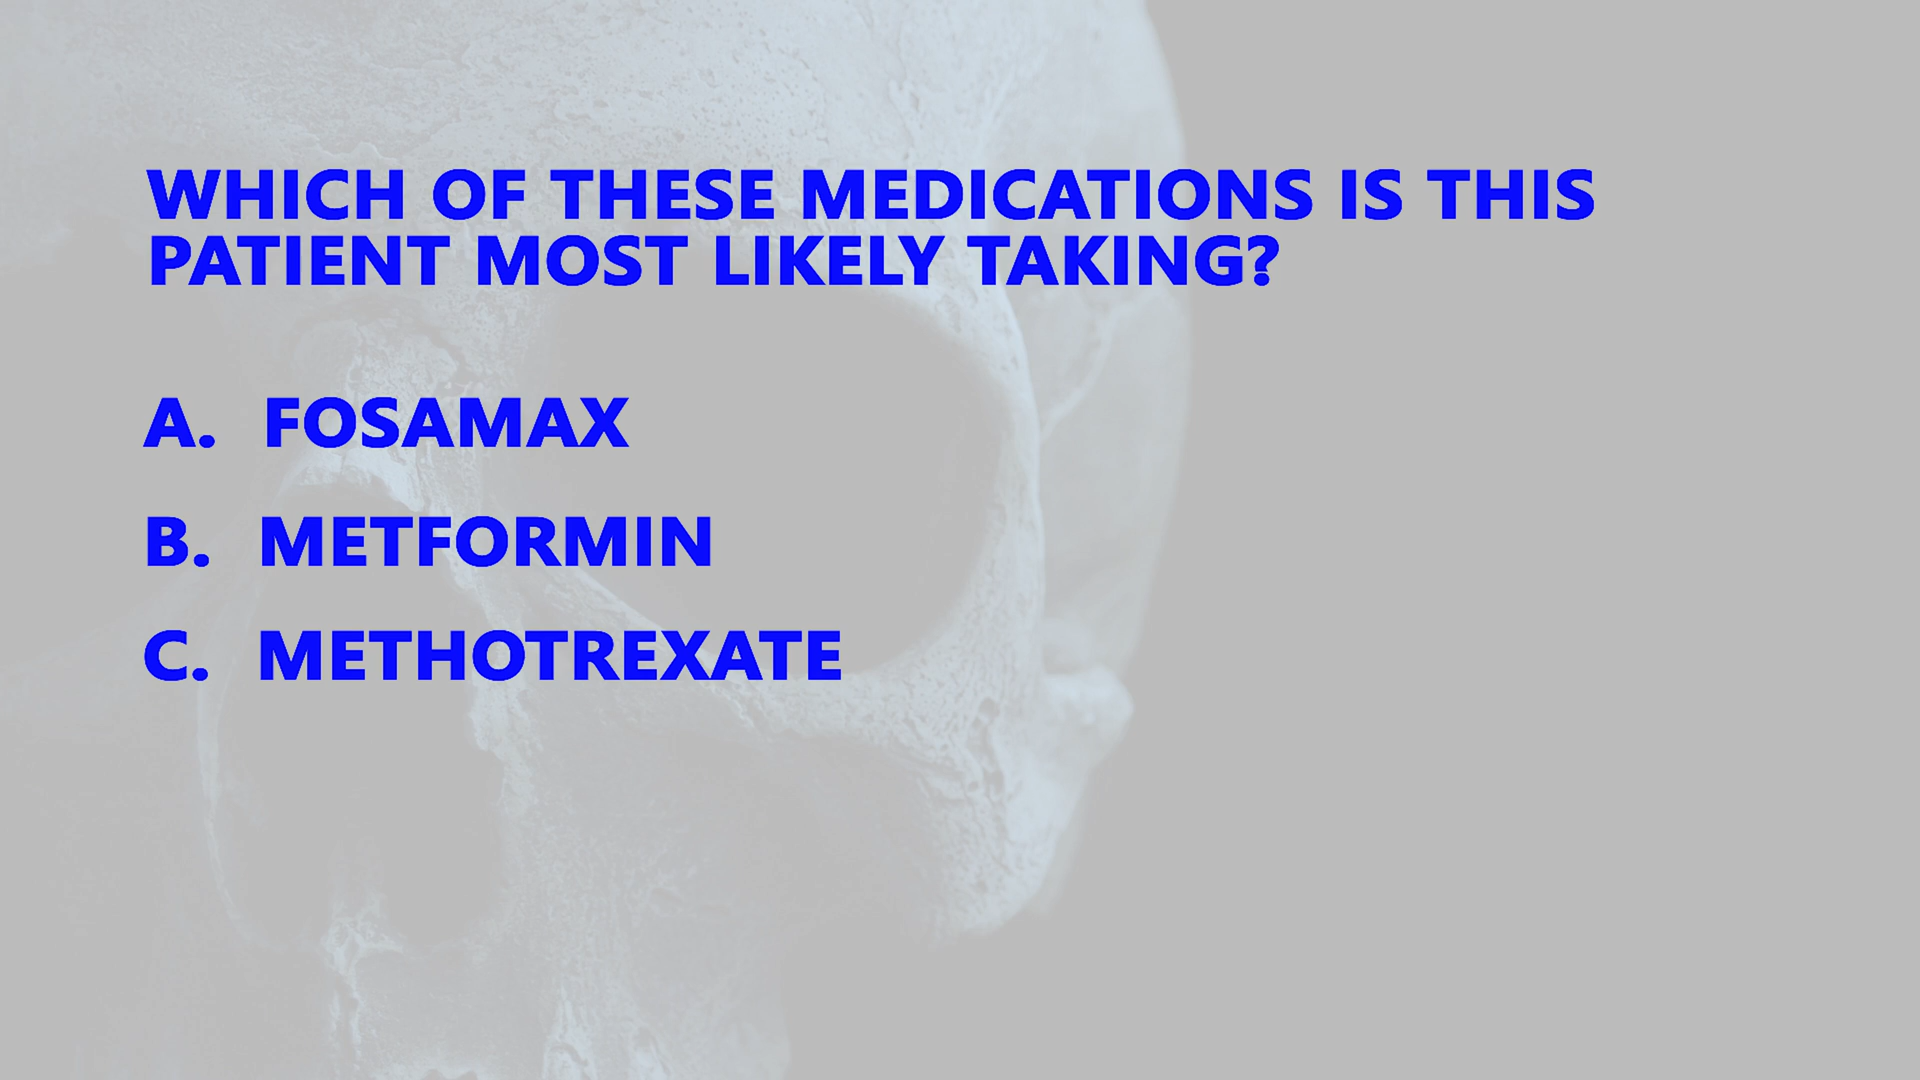 WHICH OF THESE MEDICATIONS IS THIS
PATIENT MOST LIKELY TAKING?
A. FOSAMAX
B. METFORMIN
C. METHOTREXATE